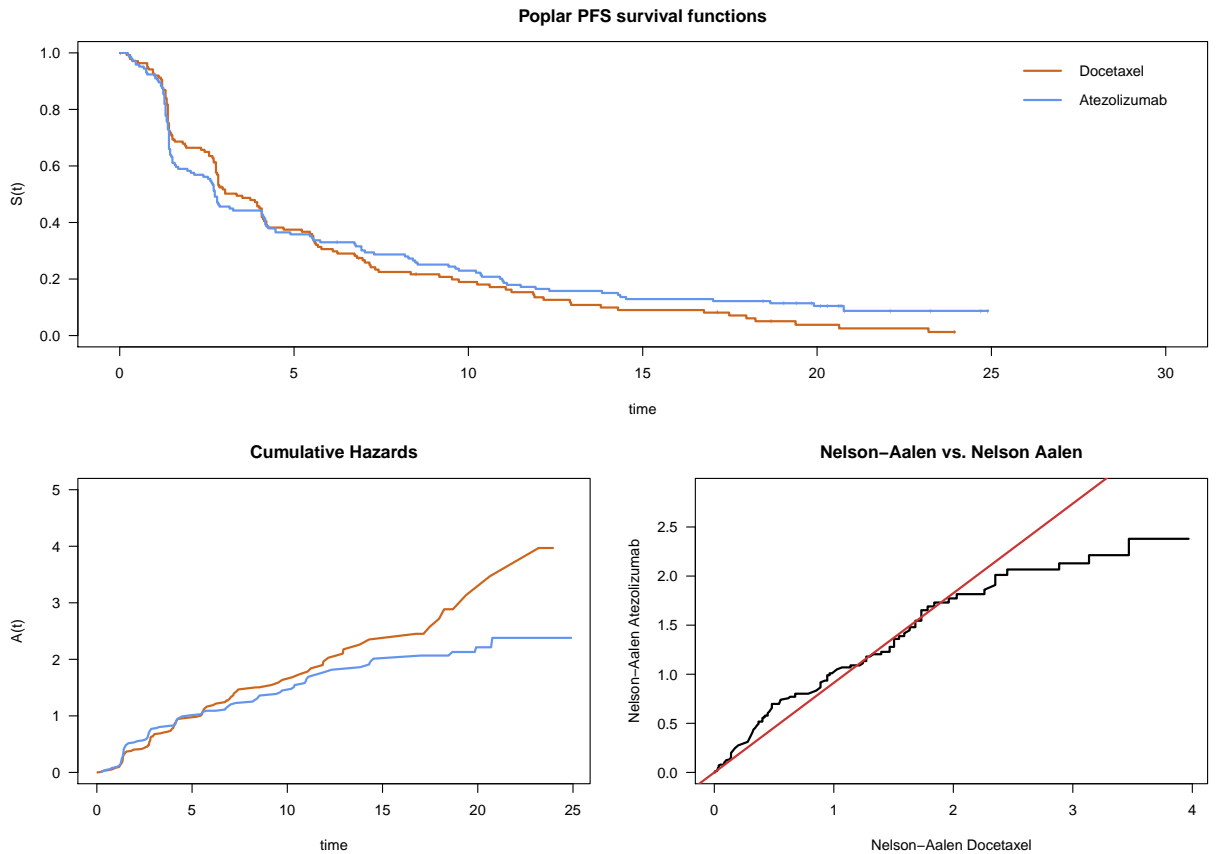 Poplar PFS survival functions
S(t)
1.0
0.8
0.6
0.4
0.2
0.0
Docetaxel
Atezolizumab
0 5 10 15 20 25 30
time
Cumulative Hazards
A(t)
5
4
3
2
1
0
0 5 10 15 20 25
time
Nelson−Aalen vs. Nelson Aalen
Nelson−Aalen Atezolizumab
2.5
2.0
1.5
1.0
0.5
0.0
0 1 2 3 4
Nelson−Aalen Docetaxel